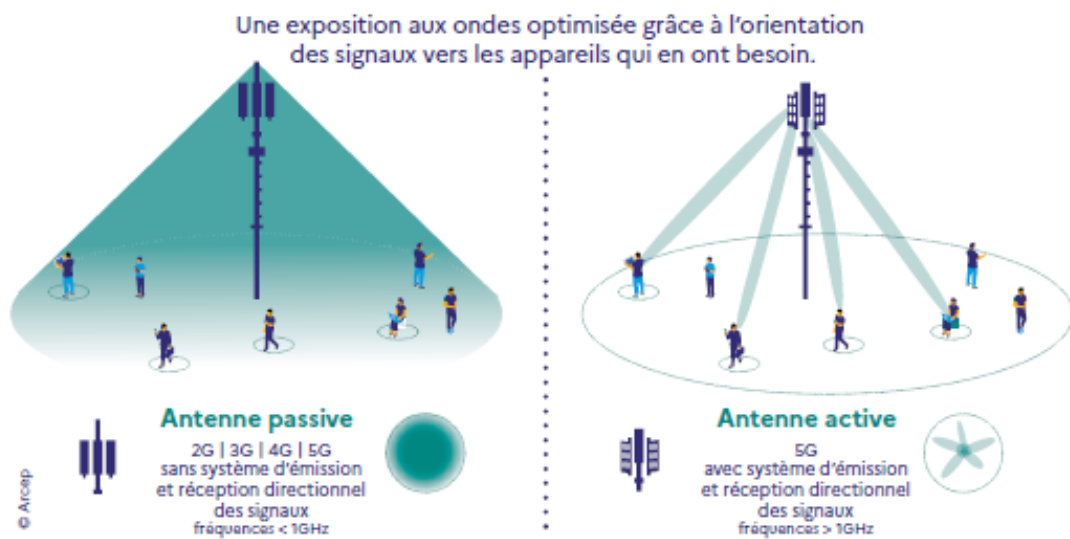 Une exposition aux ondes optimisée grâce à l'orientation
des signaux vers les appareils qui en ont besoin.
Antenne passive
2G | 3G | 4G | 5G
sans système d'émission
et réception directionnel
des signaux
fréquences < 1GHz
Antenne active
5G
avec système d'émission
et réception directionnel
des signaux
fréquences > 1GHz
© Arcep